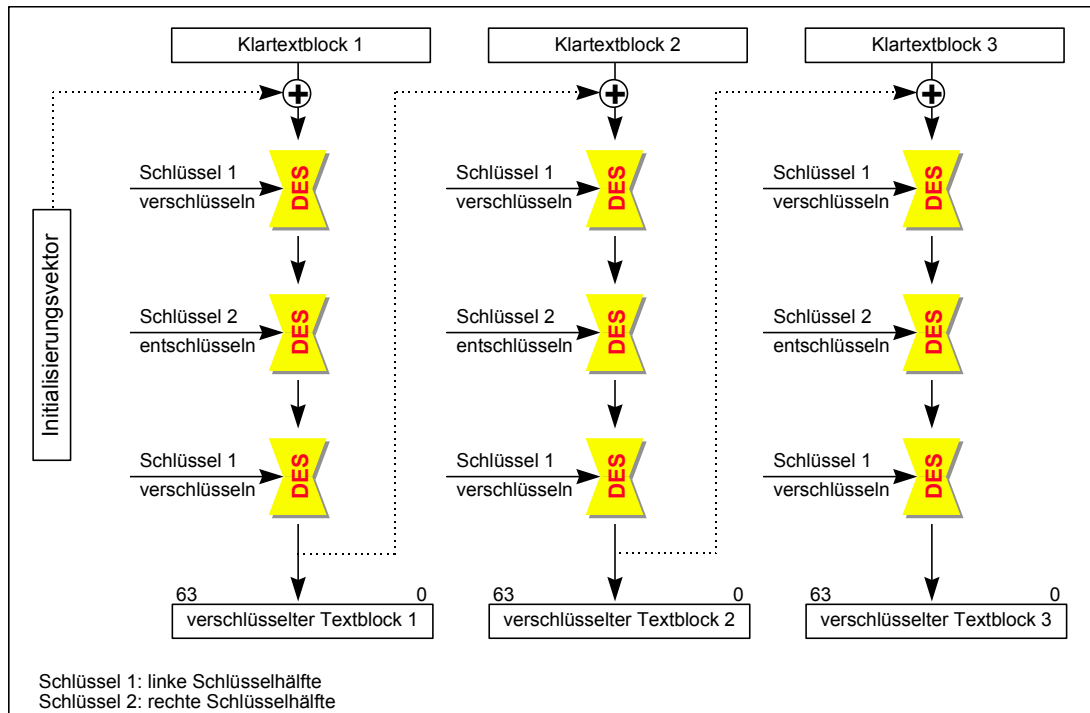 Klartextblock 1
Klartextblock 2
Klartextblock 3
Schlüssel 1
verschlüsseln
DES
Schlüssel 1
verschlüsseln
DES
Schlüssel 1
verschlüsseln
DES
Initialisierungsvektor
Schlüssel 2
entschlüsseln
DES
Schlüssel 2
entschlüsseln
DES
Schlüssel 2
entschlüsseln
DES
Schlüssel 1
verschlüsseln
DES
Schlüssel 1
verschlüsseln
DES
Schlüssel 1
verschlüsseln
DES
63 0
63 0
63 0
verschlüsselter Textblock 1
verschlüsselter Textblock 2
verschlüsselter Textblock 3
Schlüssel 1: linke Schlüsselhälfte
Schlüssel 2: rechte Schlüsselhälfte